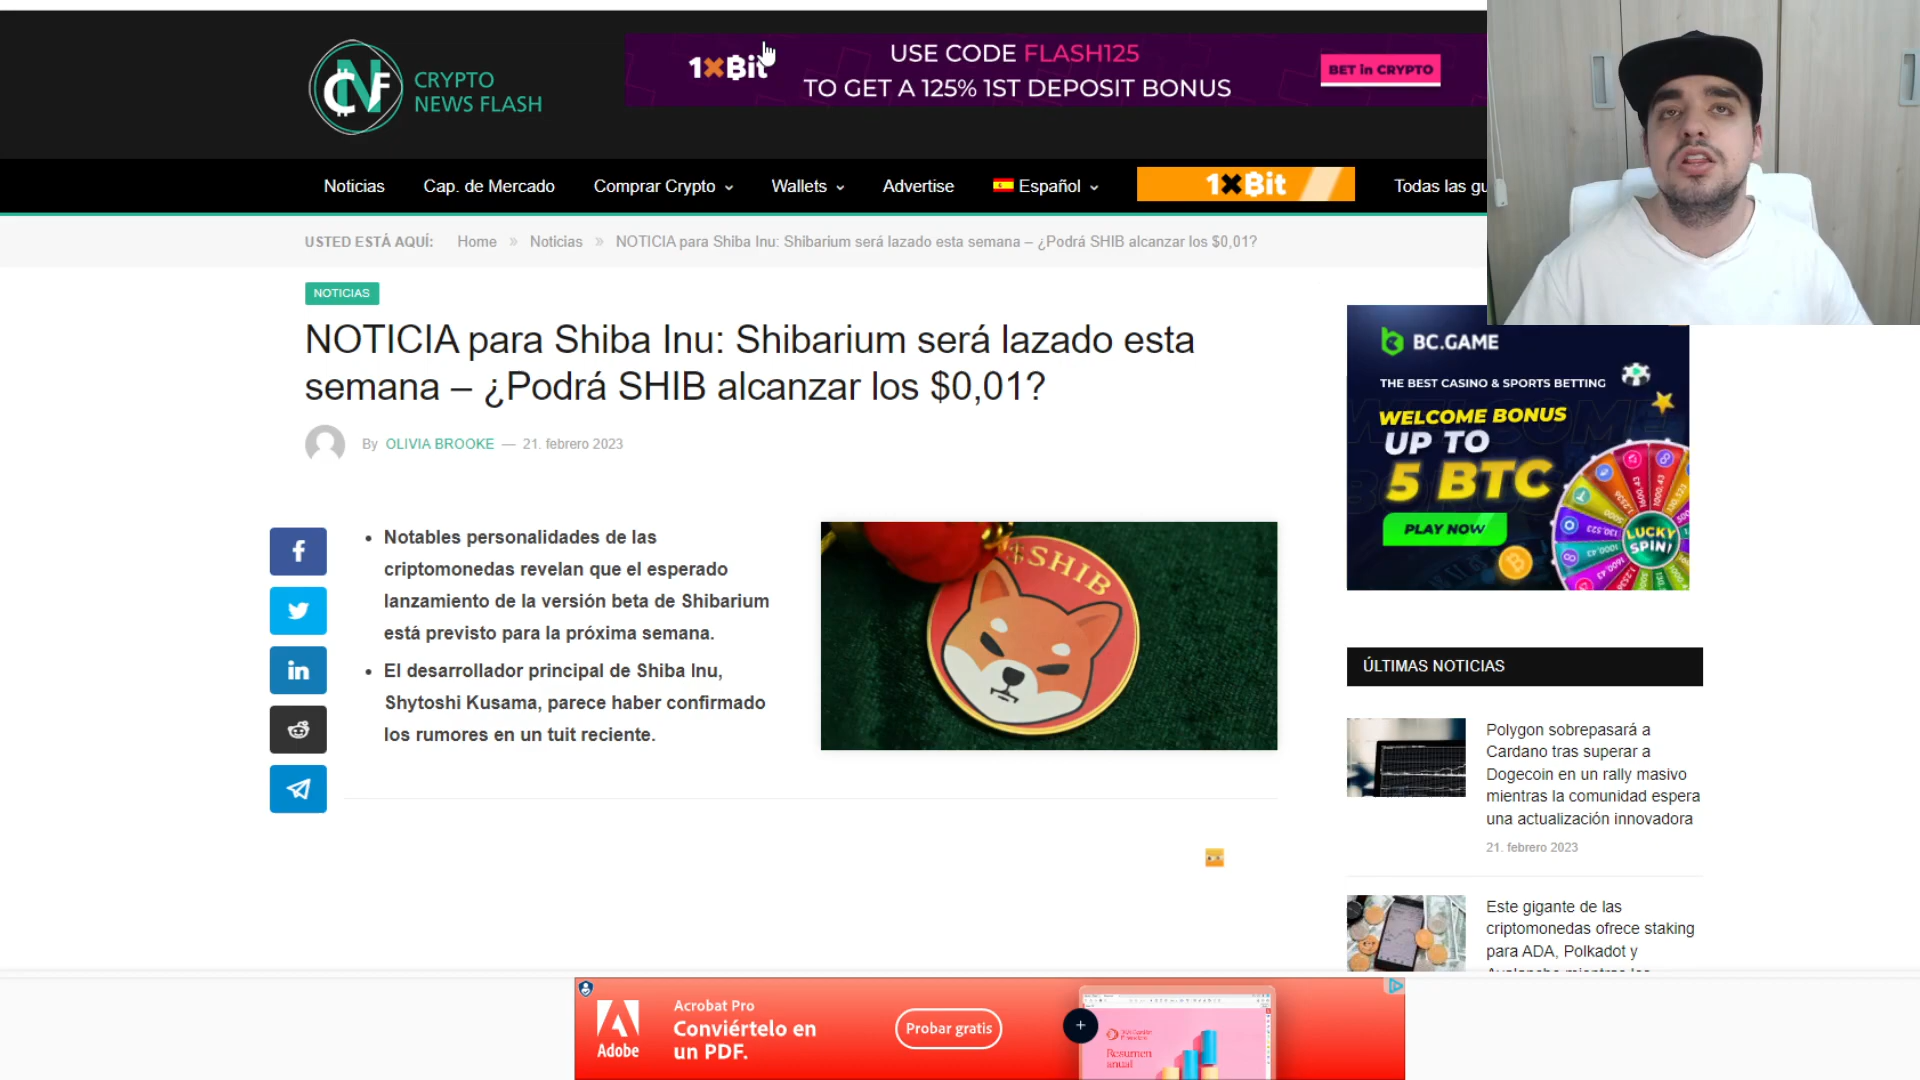 CNF CRYPTO
NEWS FLASH
1×Bit
USE CODE FLASH125
TO GET A 125% 1ST DEPOSIT BONUS
BET in CRYPTO
Noticias Cap. de Mercado Comprar Crypto Wallets Advertise Español 1×Bit Todas las gu
USTED ESTÁ AQUÍ: Home » Noticias » NOTICIA para Shiba Inu: Shibarium será lazado esta semana – ¿Podrá SHIB alcanzar los $0,01?
NOTICIAS
NOTICIA para Shiba Inu: Shibarium será lazado esta
semana – ¿Podrá SHIB alcanzar los $0,01?
By OLIVIA BROOKE — 21. febrero 2023
• Notables personalidades de las
criptomonedas revelan que el esperado
lanzamiento de la versión beta de Shibarium
está previsto para la próxima semana.
• El desarrollador principal de Shiba Inu,
Shytoshi Kusama, parece haber confirmado
los rumores en un tuit reciente.
$SHIB
BC.GAME
THE BEST CASINO & SPORTS BETTING
WELCOME BONUS
UP TO
5 BTC
PLAY NOW
LUCKY
SPIN!
ÚLTIMAS NOTICIAS
Polygon sobrepasará a
Cardano tras superar a
Dogecoin en un rally masivo
mientras la comunidad espera
una actualización innovadora
21. febrero 2023
Este gigante de las
criptomonedas ofrece staking
para ADA, Polkadot y
Adobe
Acrobat Pro
Conviértelo en
un PDF.
Probar gratis
Resumen
anual